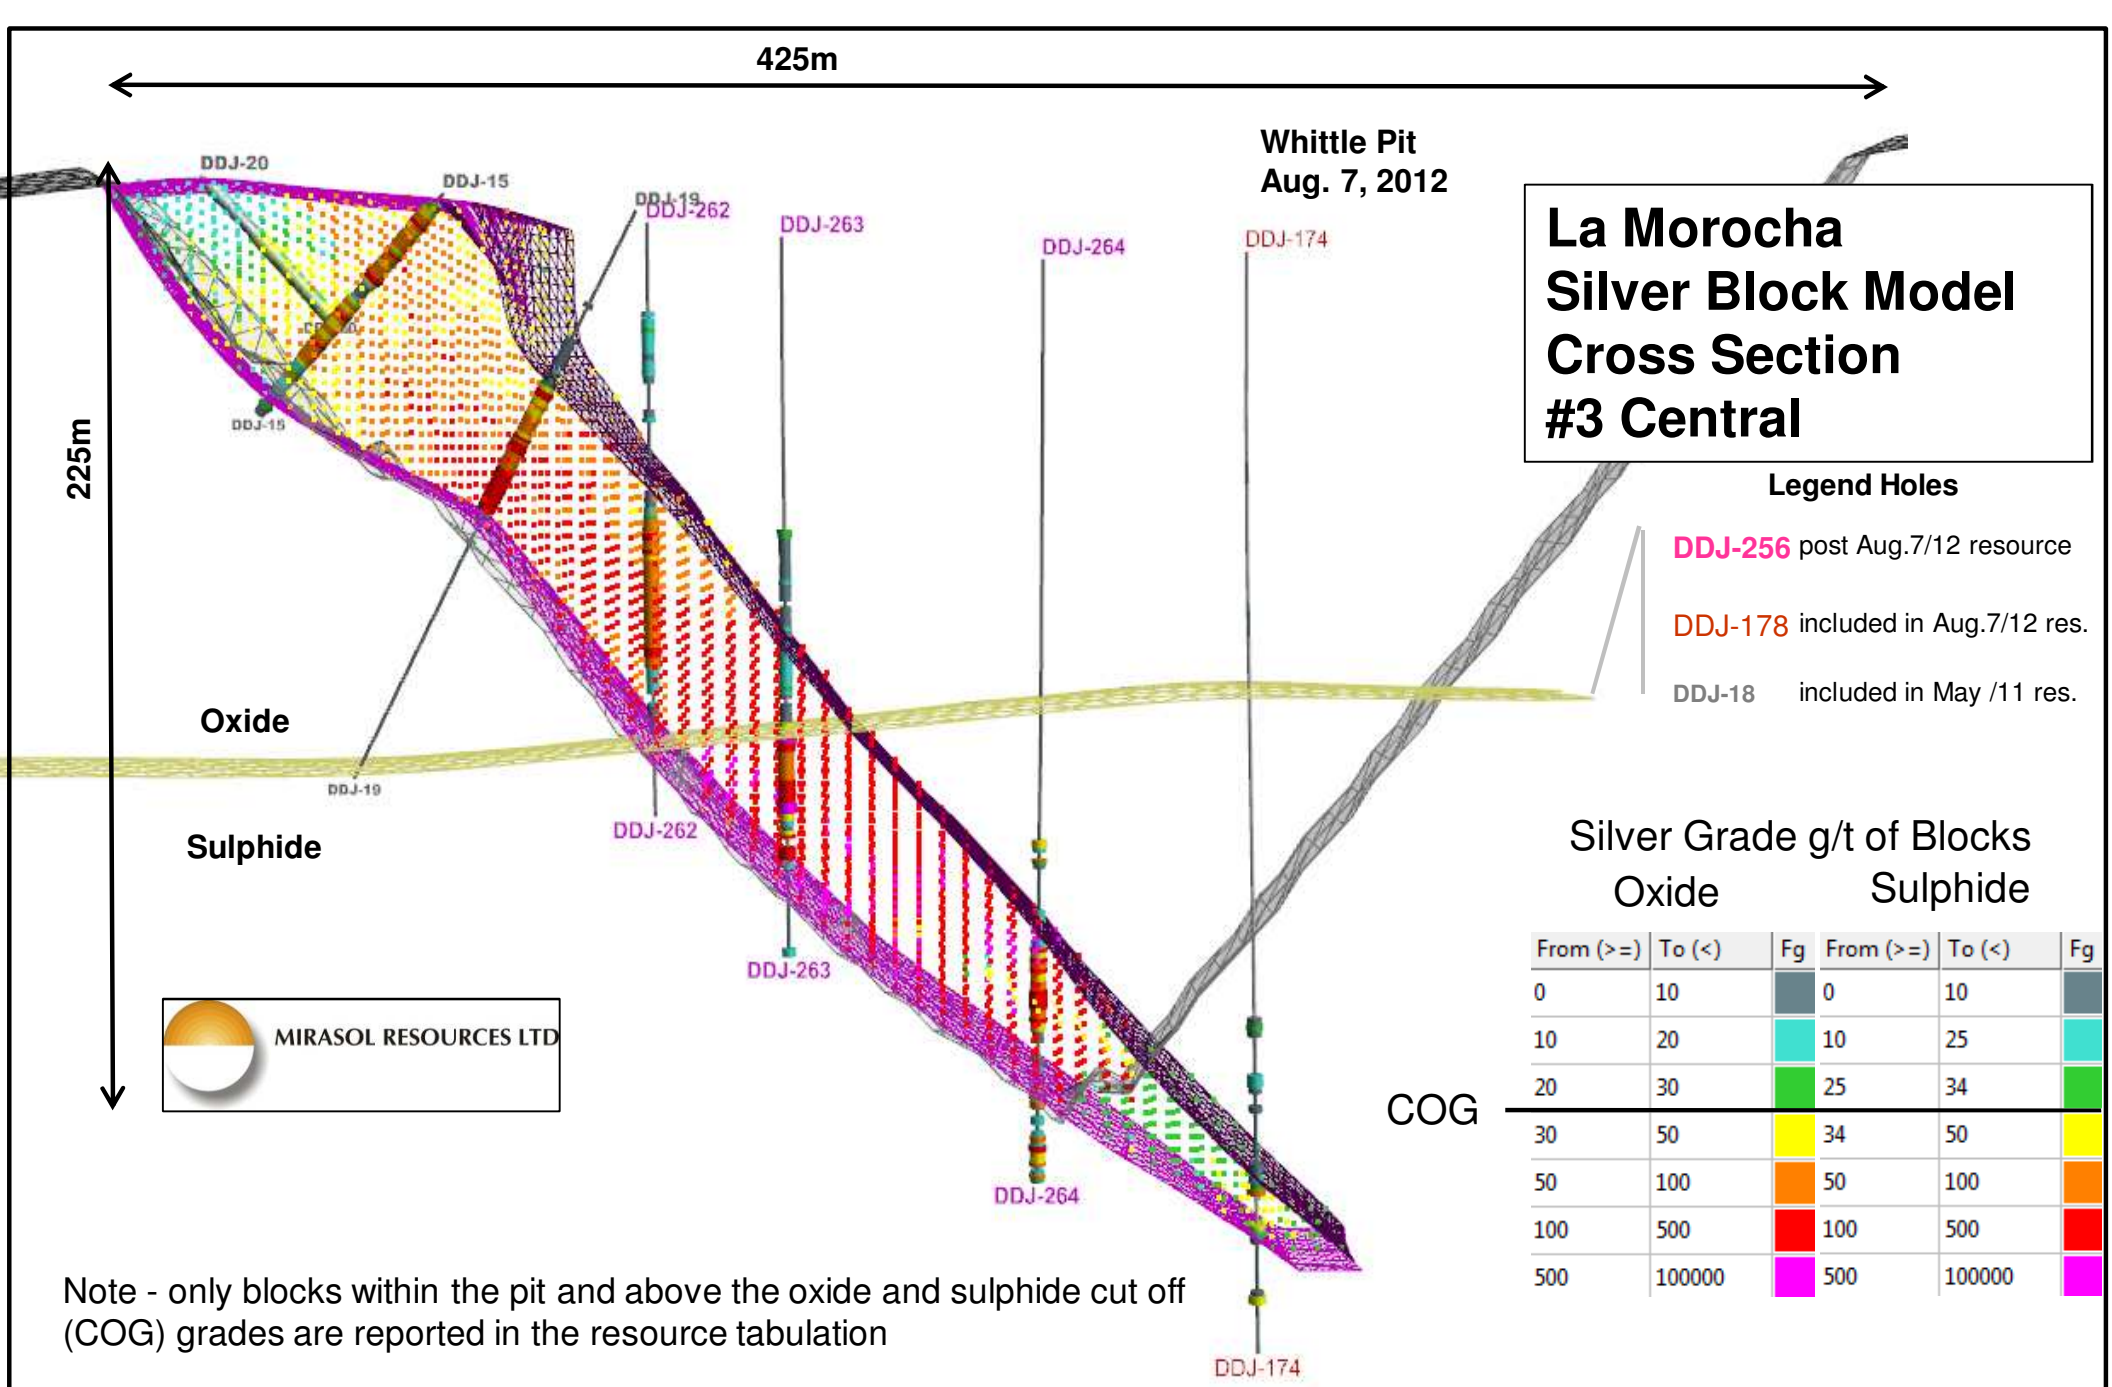 425m
Whittle Pit
Aug. 7, 2012
DDJ-20
DDJ-15
DDJ-19
DDJ-262
DDJ-263
DDJ-264
DDJ-174
La Morocha
Silver Block Model
Cross Section
#3 Central
225m
DDJ-15
Legend Holes
DDJ-256 post Aug.7/12 resource
DDJ-178 included in Aug.7/12 res.
DDJ-18 included in May /11 res.
Oxide
DDJ-19
Sulphide
DDJ-262
DDJ-263
DDJ-264
DDJ-174
MIRASOL RESOURCES LTD
Silver Grade g/t of Blocks
Oxide Sulphide
From (>=) To (<) Fg From (>=) To (<) Fg
0 10 0 10
10 20 10 25
20 30 25 34
COG
30 50 34 50
50 100 50 100
100 500 100 500
500 100000 500 100000
Note - only blocks within the pit and above the oxide and sulphide cut off
(COG) grades are reported in the resource tabulation